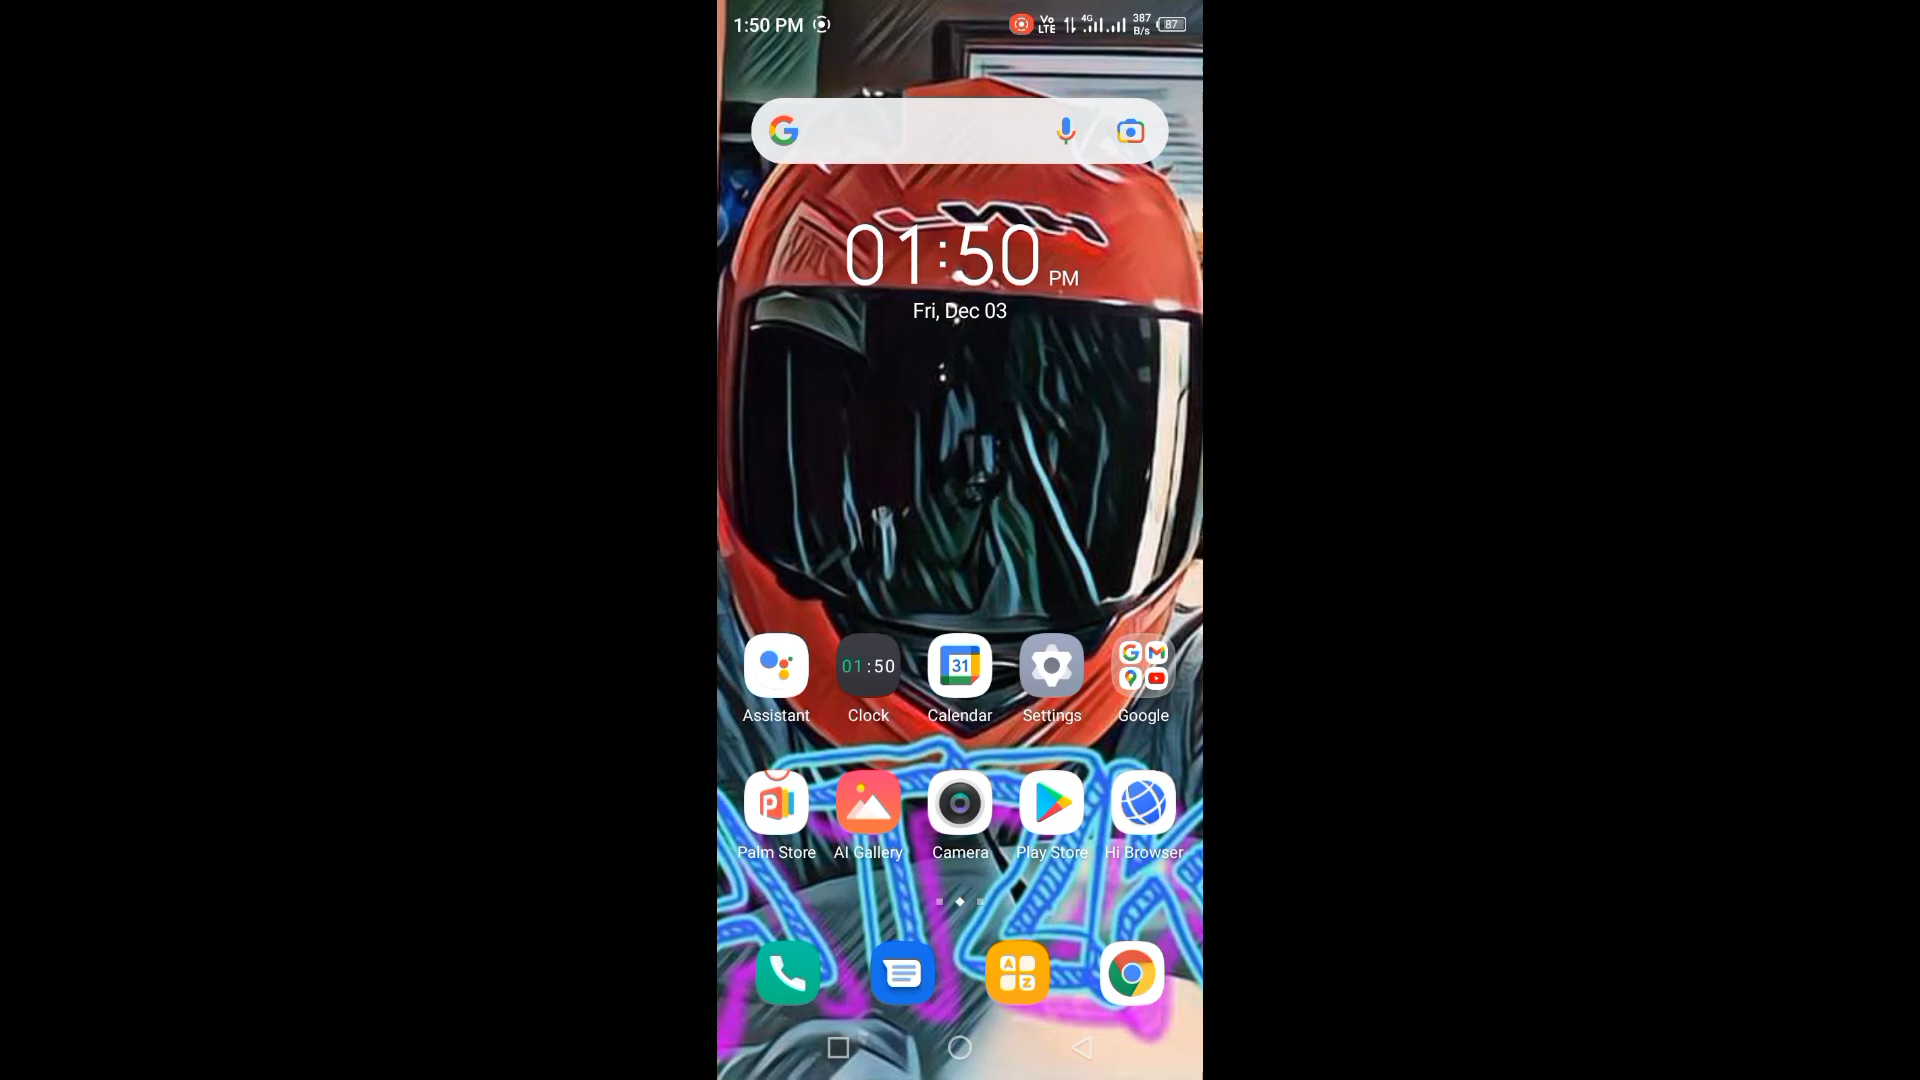 1:50 PM
Vo
LTE
4G
387
B/s
87
01:50 PM
Fri, Dec 03
01:50
31
Assistant
Clock
Calendar
Settings
Google
Palm Store
AI Gallery
Camera
Play Store
Hi Browser
A
Z